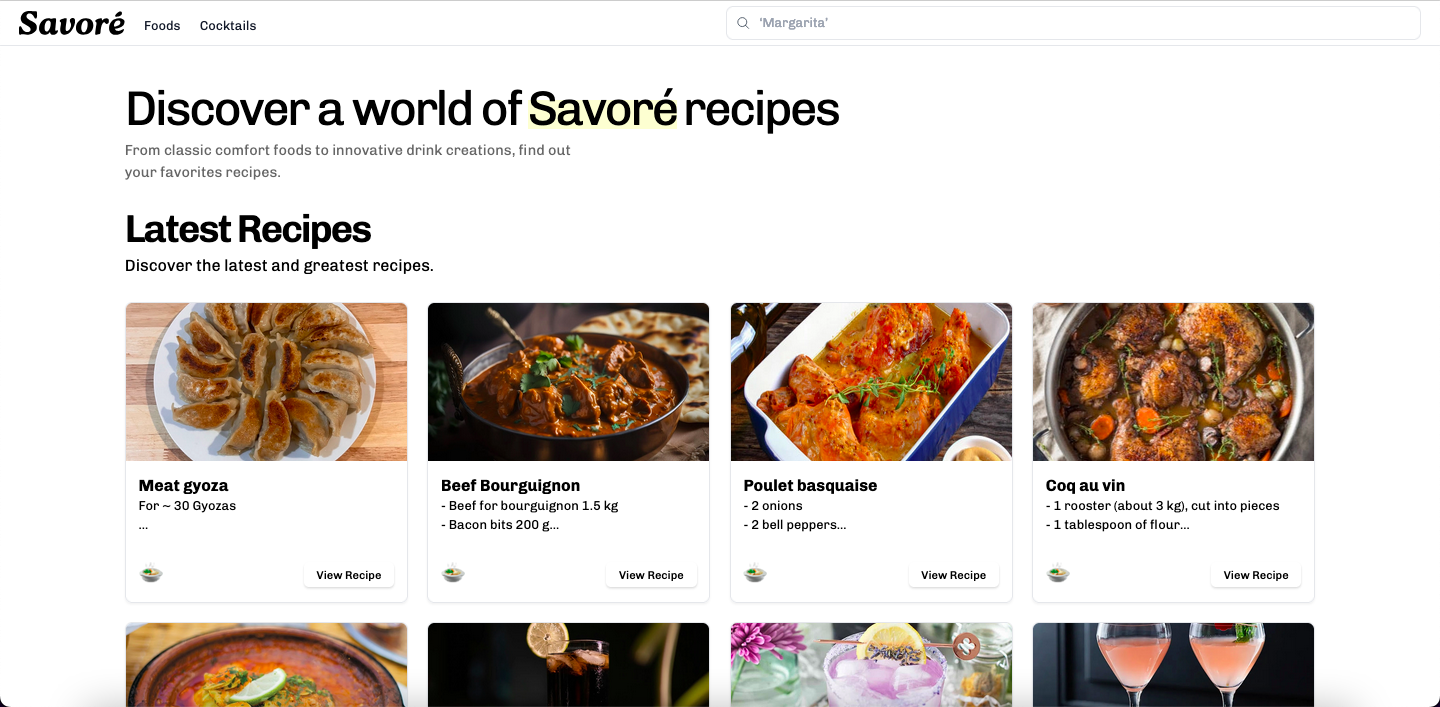 Savoré
Foods
Cocktails
'Margarita'
Discover a world of Savoré recipes
From classic comfort foods to innovative drink creations, find out
your favorites recipes.
Latest Recipes
Discover the latest and greatest recipes.
Meat gyoza
For ~ 30 Gyozas
...
View Recipe
Beef Bourguignon
- Beef for bourguignon 1.5 kg
- Bacon bits 200 g...
View Recipe
Poulet basquaise
- 2 onions
- 2 bell peppers...
View Recipe
Coq au vin
- 1 rooster (about 3 kg), cut into pieces
- 1 tablespoon of flour...
View Recipe